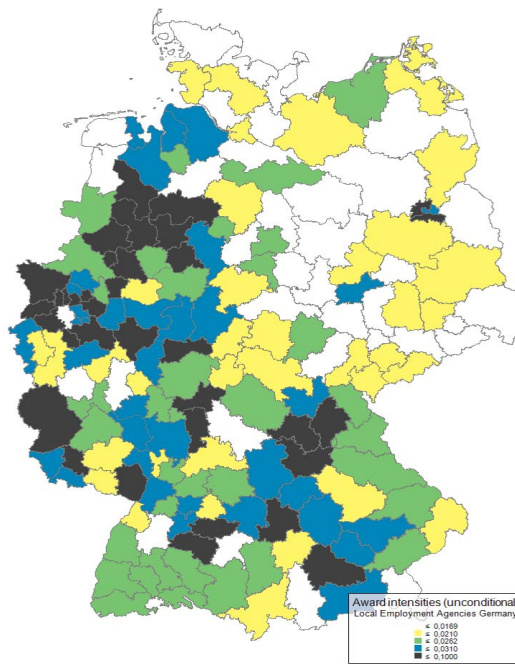 Award intensities (unconditional
Local Employment Agencies Germany
≤ 0,0169
≤ 0,0210
≤ 0,0262
≤ 0,0310
≤ 0,1000